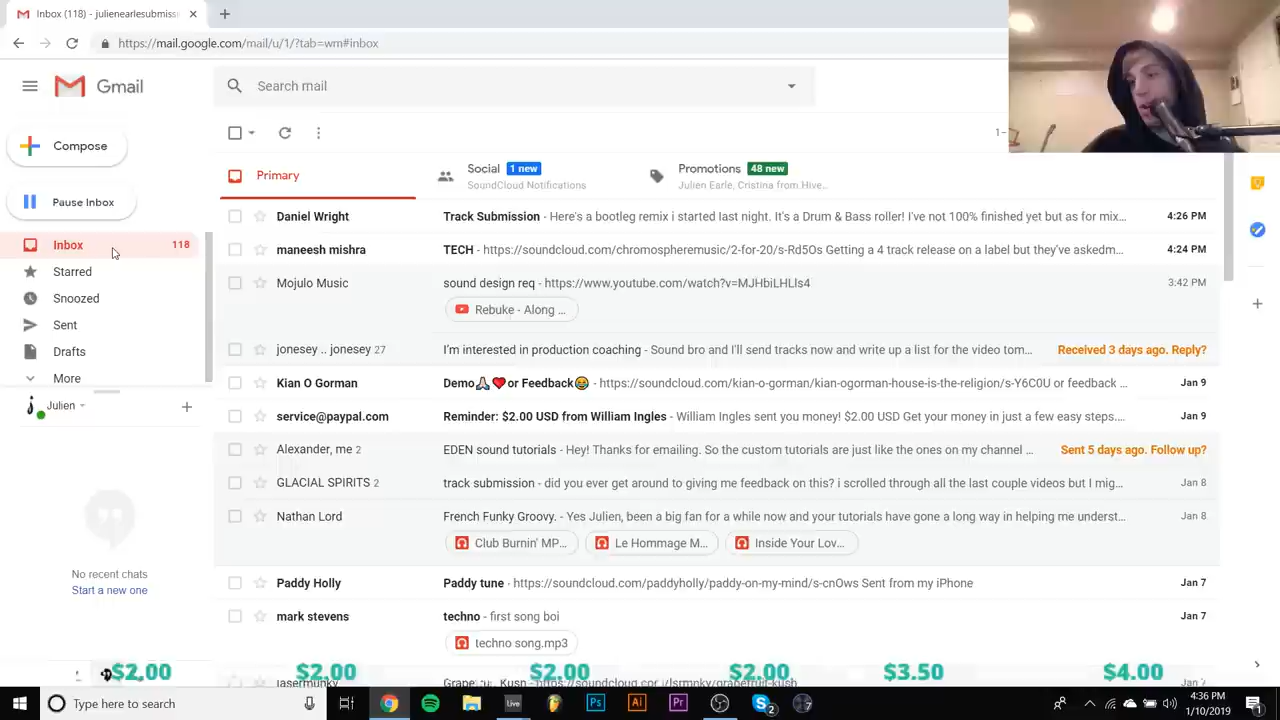 Inbox (118) - julienearlesubmiss
https://mail.google.com/mail/u/1/?tab=wm#inbox
Gmail
Search mail
Compose
1–
Primary
Social 1 new
SoundCloud Notifications
Promotions 48 new
Julien Earle, Cristina from Hive...
Pause Inbox
Inbox 118
Starred
Snoozed
Sent
Drafts
More
Julien
No recent chats
Start a new one
Daniel Wright Track Submission - Here's a bootleg remix i started last night. It's a Drum & Bass roller! I've not 100% finished yet but as for mix... 4:26 PM
maneesh mishra TECH - https://soundcloud.com/chromospheremusic/2-for-20/s-Rd5Os Getting a 4 track release on a label but they've askedm... 4:24 PM
Mojulo Music sound design req - https://www.youtube.com/watch?v=MJHbiLHLIs4 3:42 PM
Rebuke - Along ...
jonesey .. jonesey 27 I'm interested in production coaching - Sound bro and I'll send tracks now and write up a list for the video tom... Received 3 days ago. Reply?
Kian O Gorman Demo🙏🏻❤️or Feedback😂 - https://soundcloud.com/kian-o-gorman/kian-ogorman-house-is-the-religion/s-Y6C0U or feedback ... Jan 9
service@paypal.com Reminder: $2.00 USD from William Ingles - William Ingles sent you money! $2.00 USD Get your money in just a few easy steps.... Jan 9
Alexander, me 2 EDEN sound tutorials - Hey! Thanks for emailing. So the custom tutorials are just like the ones on my channel ... Sent 5 days ago. Follow up?
GLACIAL SPIRITS 2 track submission - did you ever get around to giving me feedback on this? i scrolled through all the last couple videos but I mig... Jan 8
Nathan Lord French Funky Groovy. - Yes Julien, been a big fan for a while now and your tutorials have gone a long way in helping me underst... Jan 8
Club Burnin' MP... Le Hommage M... Inside Your Lov...
Paddy Holly Paddy tune - https://soundcloud.com/paddyholly/paddy-on-my-mind/s-cnOws Sent from my iPhone Jan 7
mark stevens techno - first song boi Jan 7
techno song.mp3
$2.00 $2.00 $2.00 $2.00 $3.50 $4.00
Type here to search
Live
Ps
Ai
Pr
2
4:36 PM
1/10/2019
1